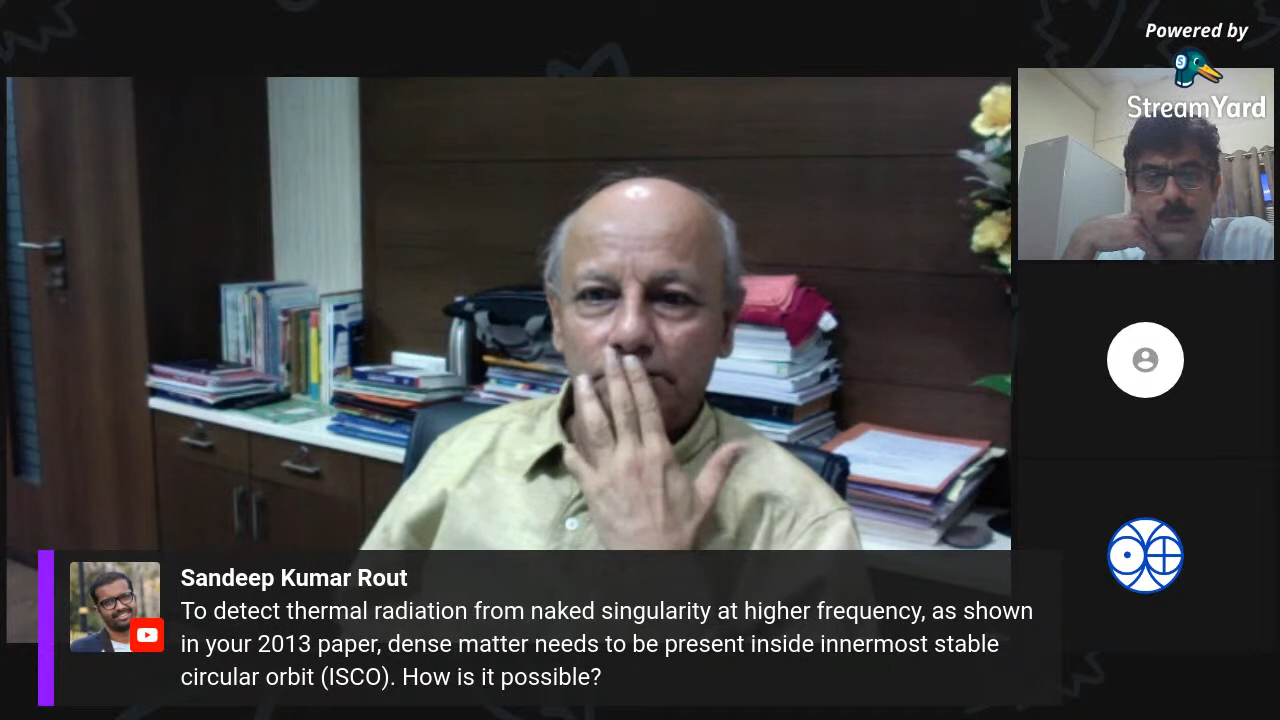 Powered by
StreamYard
Sandeep Kumar Rout
To detect thermal radiation from naked singularity at higher frequency, as shown
in your 2013 paper, dense matter needs to be present inside innermost stable
circular orbit (ISCO). How is it possible?